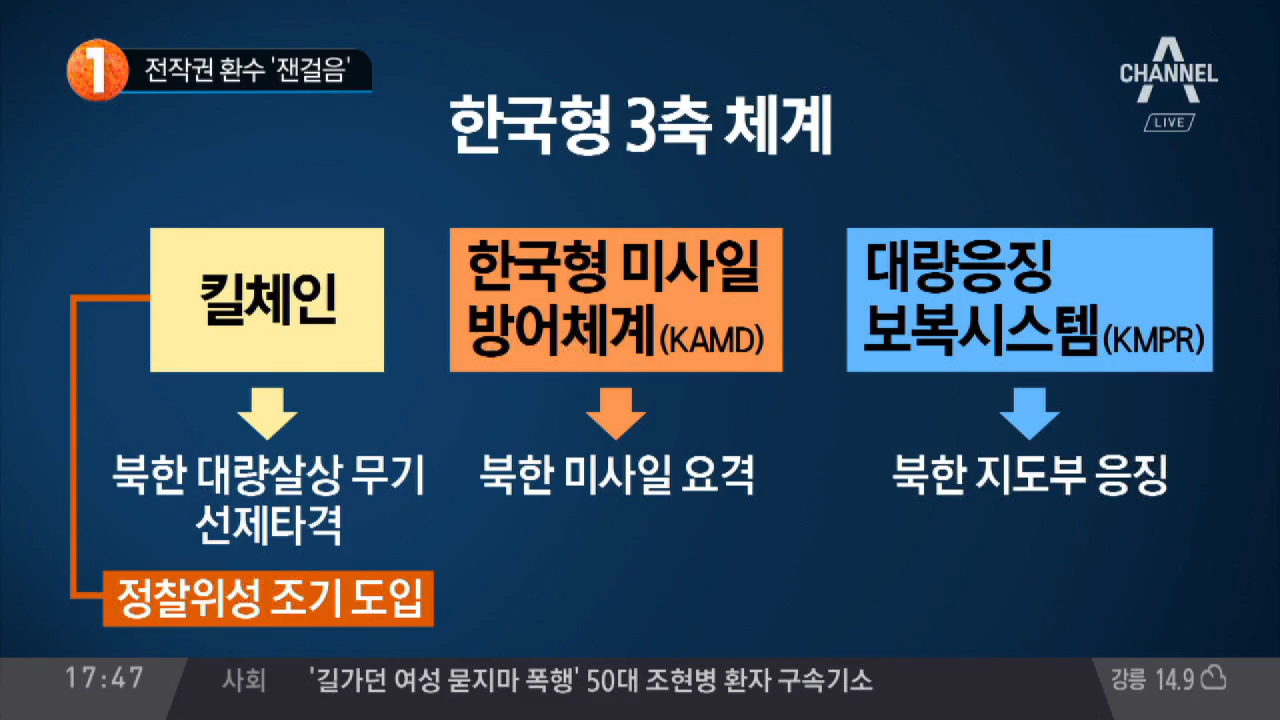 1 전작권 환수 '잰걸음'
CHANNEL A
LIVE
한국형 3축 체계
킬체인
한국형 미사일
방어체계(KAMD)
대량응징
보복시스템(KMPR)
북한 대량살상 무기
선제타격
북한 미사일 요격
북한 지도부 응징
정찰위성 조기 도입
17:47 사회 '길가던 여성 묻지마 폭행' 50대 조현병 환자 구속기소 강릉 14.9